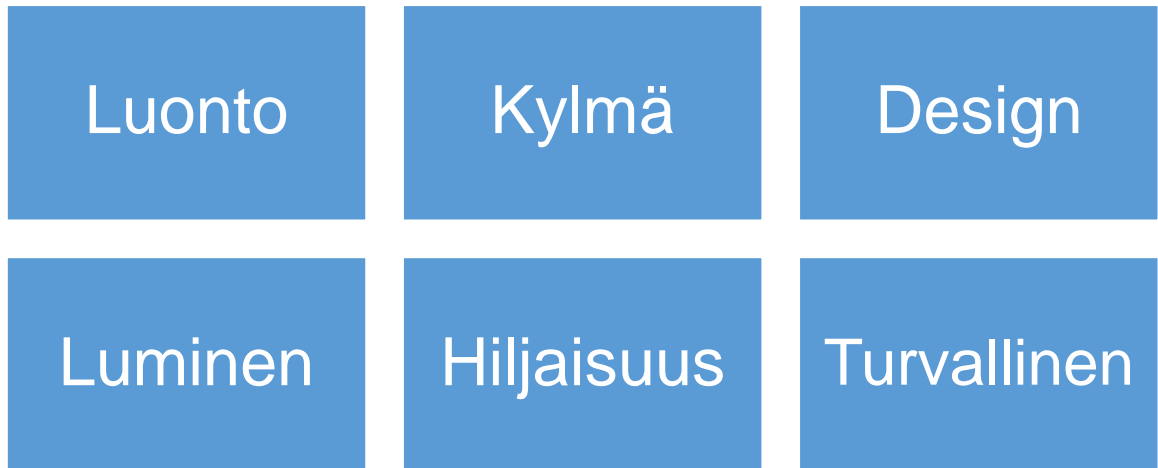 Luonto
Kylmä
Design
Luminen
Hiljaisuus
Turvallinen